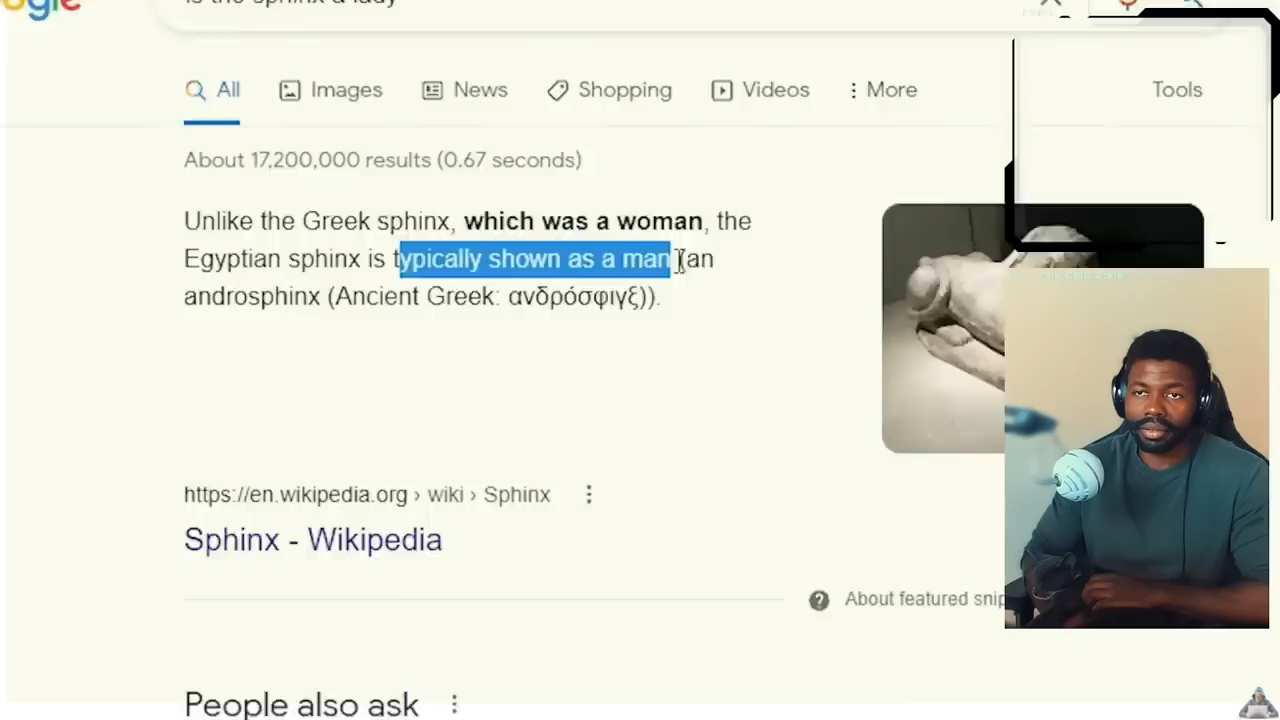 is the sphinx a lady
All Images News Shopping Videos More Tools
About 17,200,000 results (0.67 seconds)
Unlike the Greek sphinx, which was a woman, the
Egyptian sphinx is typically shown as a man (an
androsphinx (Ancient Greek: ανδρόσφιγξ)).
https://en.wikipedia.org › wiki › Sphinx
Sphinx - Wikipedia
About featured snip
People also ask